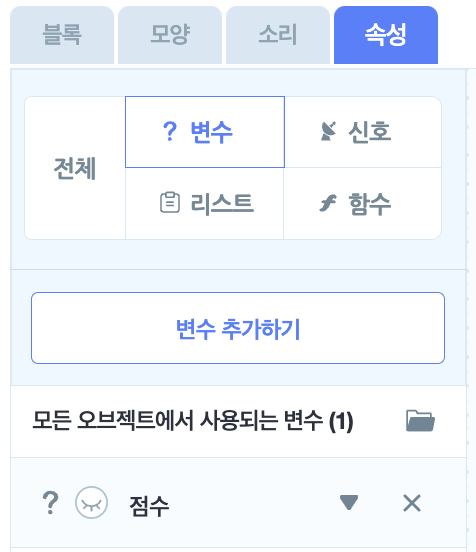 블록 모양 소리 속성
전체
? 변수 신호
리스트 함수
변수 추가하기
모든 오브젝트에서 사용되는 변수 (1)
? 점수